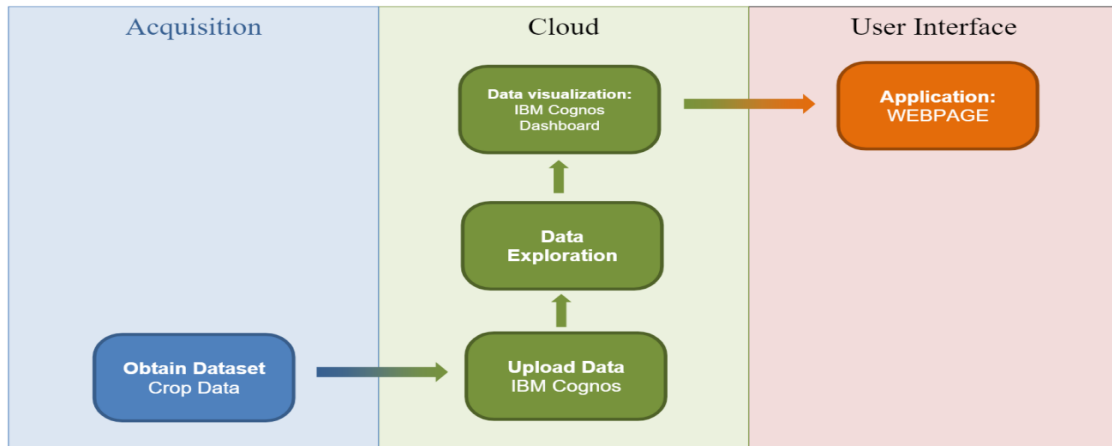 Acquisition
Cloud
User Interface
Data visualization:
IBM Cognos
Dashboard
Application:
WEBPAGE
Data
Exploration
Obtain Dataset
Crop Data
Upload Data
IBM Cognos